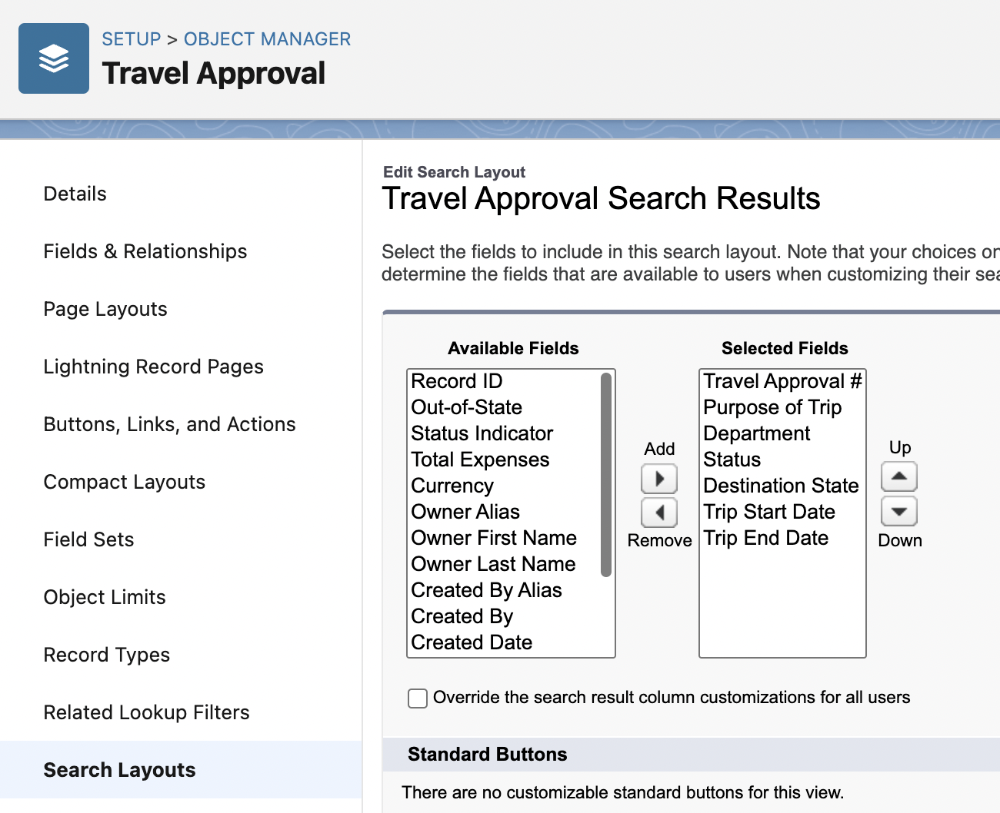 SETUP > OBJECT MANAGER
Travel Approval
Details
Fields & Relationships
Page Layouts
Lightning Record Pages
Buttons, Links, and Actions
Compact Layouts
Field Sets
Object Limits
Record Types
Related Lookup Filters
Search Layouts
Edit Search Layout
Travel Approval Search Results
Select the fields to include in this search layout. Note that your choices
determine the fields that are available to users when customizing their
Available Fields
Record ID
Out-of-State
Status Indicator
Total Expenses
Currency
Owner Alias
Owner First Name
Owner Last Name
Created By Alias
Created By
Created Date
Add
Remove
Selected Fields
Travel Approval #
Purpose of Trip
Department
Status
Destination State
Trip Start Date
Trip End Date
Up
Down
Override the search result column customizations for all users
Standard Buttons
There are no customizable standard buttons for this view.